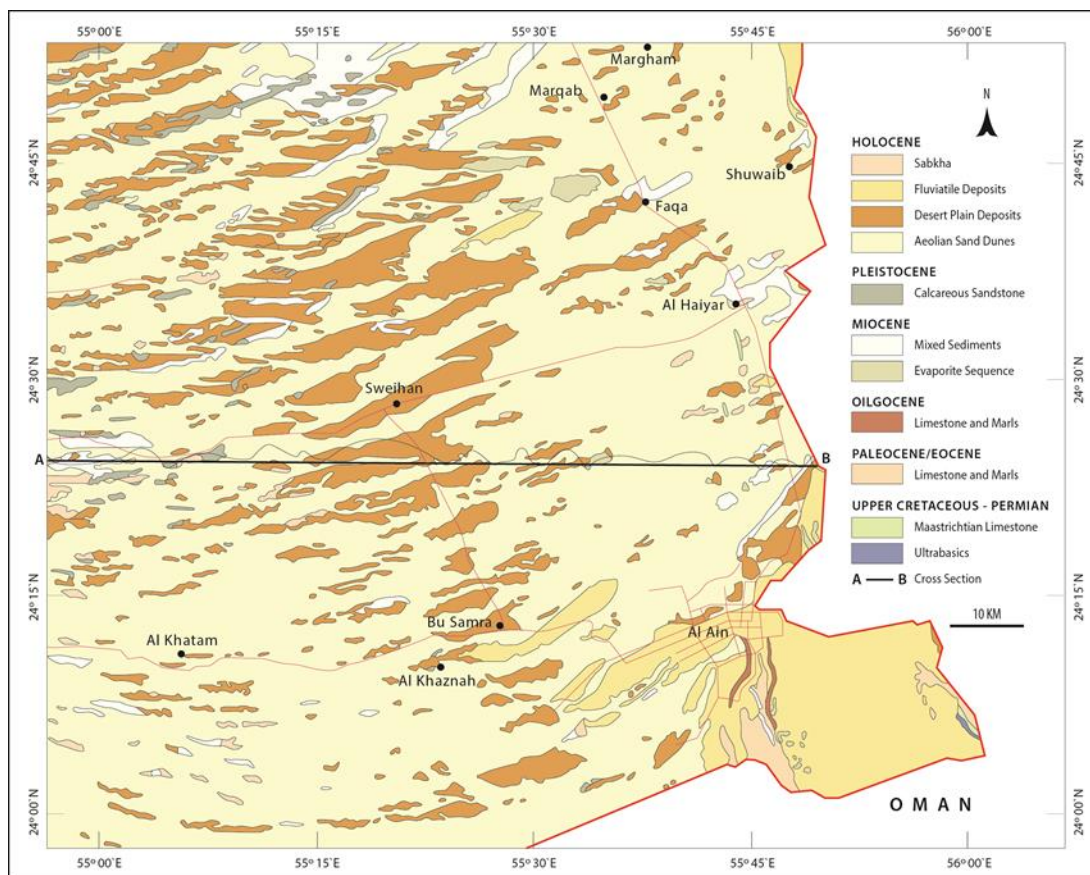 55º 00´E 55º 15´E 55º 30´E 55º 45´E 56º 00´E
Margham
Marqab
N
24º 45´N
Shuwaib
24º 45´N
Faqa
Al Haiyar
24º 30´N
Sweihan
24º 30´N
A
B
24º 15´N
Bu Samra
Al Ain
24º 15´N
Al Khatam
Al Khaznah
24º 00´N
OMAN
24º 00´N
55º 00´E 55º 15´E 55º 30´E 55º 45´E 56º 00´E
HOLOCENE
Sabkha
Fluviatile Deposits
Desert Plain Deposits
Aeolian Sand Dunes
PLEISTOCENE
Calcareous Sandstone
MIOCENE
Mixed Sediments
Evaporite Sequence
OILGOCENE
Limestone and Marls
PALEOCENE/EOCENE
Limestone and Marls
UPPER CRETACEOUS - PERMIAN
Maastrichtian Limestone
Ultrabasics
A — B Cross Section
10 KM